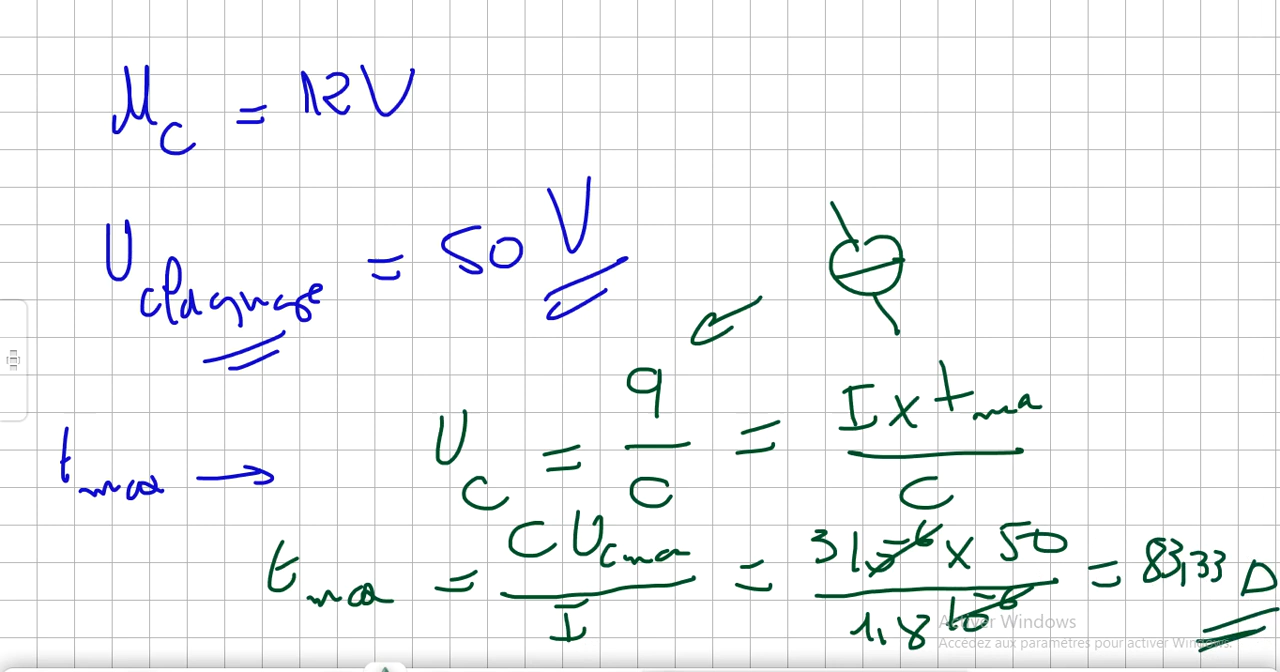 u_C = 12V
U_claquage = 50 V
t_max → U_C = q / C = I x t_max / C
t_max = C U_Cmax / I = 3 10^-6 x 50 / 1,8 10^-6 = 83,33 s
Activer Windows
Accédez aux paramètres pour activer Windows.